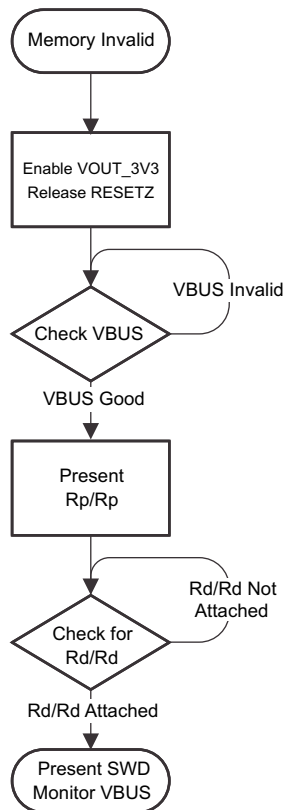 Memory Invalid
Enable VOUT_3V3
Release RESETZ
VBUS Invalid
Check VBUS
VBUS Good
Present
Rp/Rp
Rd/Rd Not
Attached
Check for
Rd/Rd
Rd/Rd Attached
Present SWD
Monitor VBUS